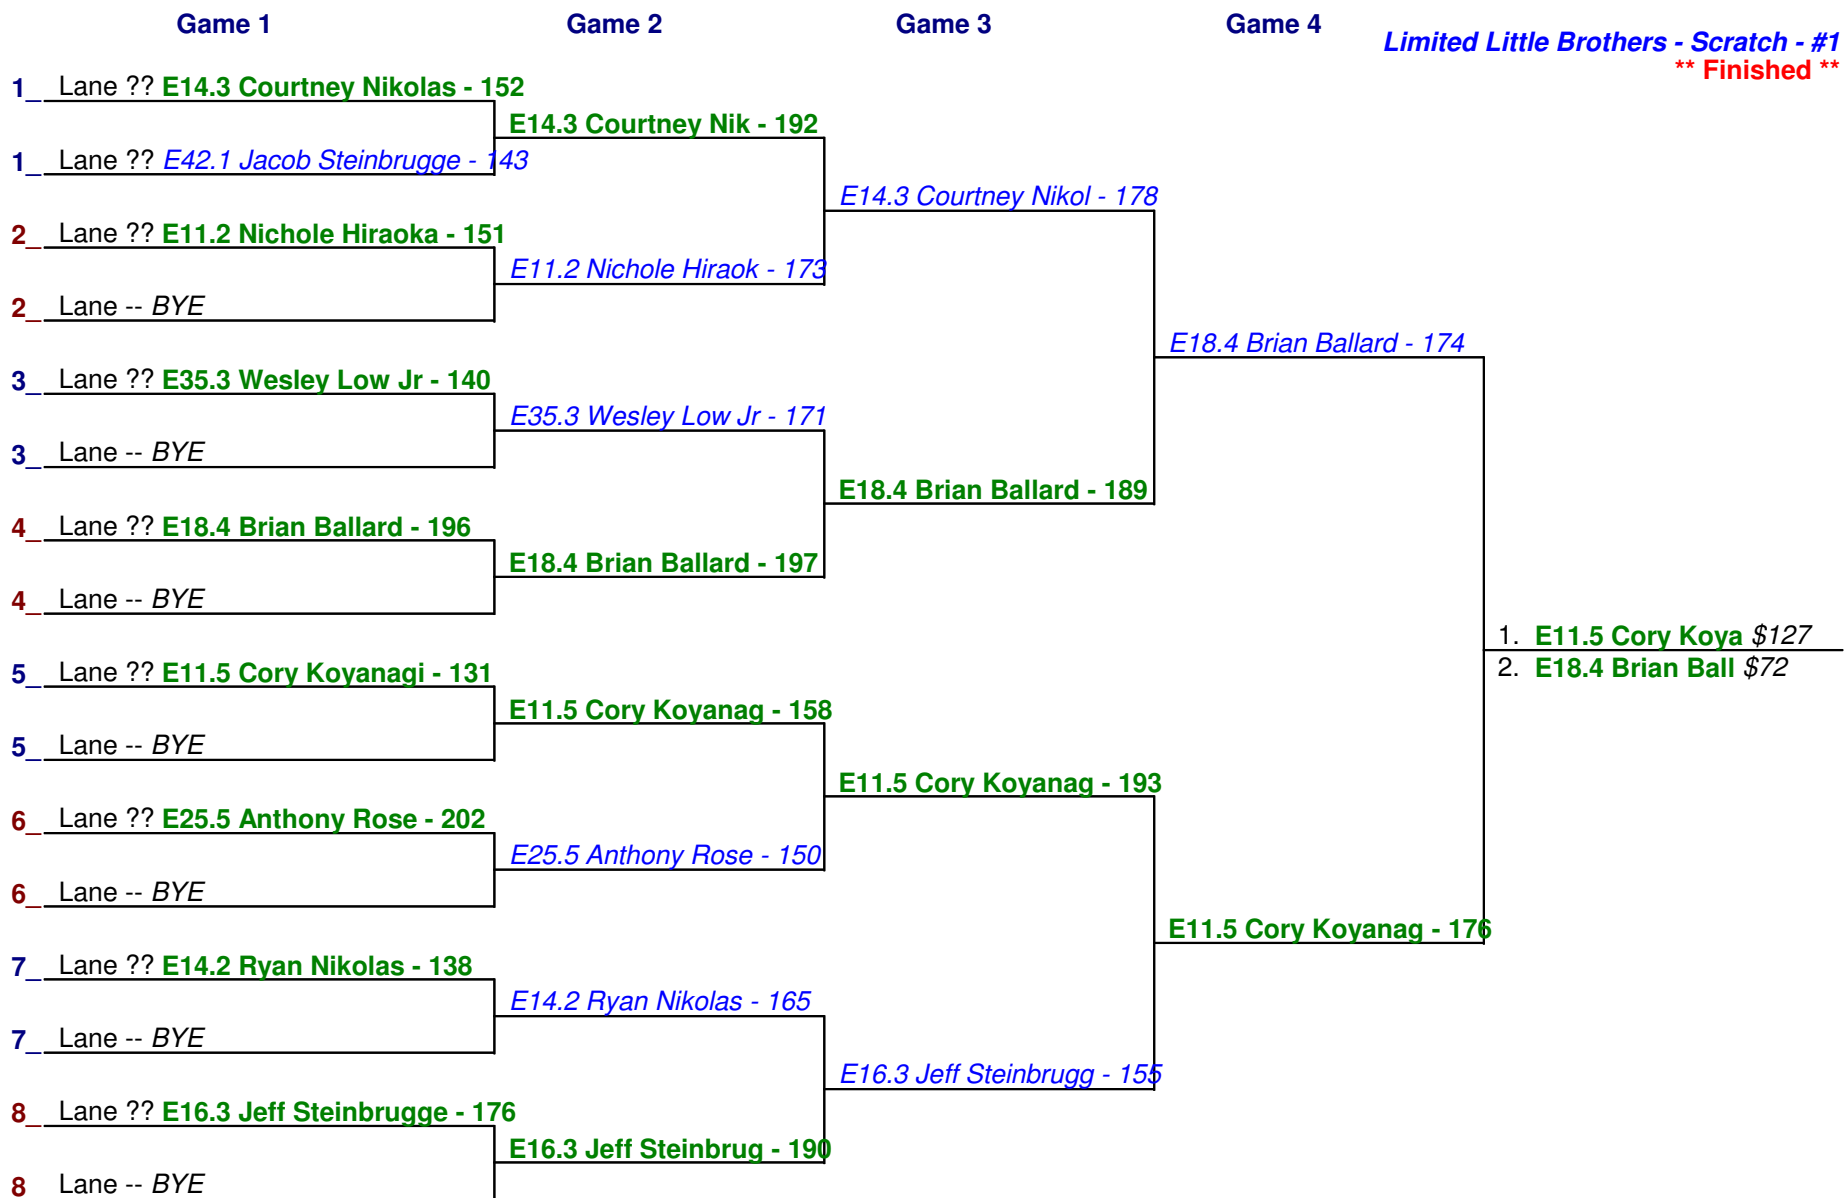 Game 1 Game 2 Game 3 Game 4
Limited Little Brothers - Scratch - #1
** Finished **
1_ Lane ?? E14.3 Courtney Nikolas - 152
E14.3 Courtney Nik - 192
1_ Lane ?? E42.1 Jacob Steinbrugge - 143
E14.3 Courtney Nikol - 178
2_ Lane ?? E11.2 Nichole Hiraoka - 151
E11.2 Nichole Hiraok - 173
2_ Lane -- BYE
E18.4 Brian Ballard - 174
3_ Lane ?? E35.3 Wesley Low Jr - 140
E35.3 Wesley Low Jr - 171
3_ Lane -- BYE
E18.4 Brian Ballard - 189
4_ Lane ?? E18.4 Brian Ballard - 196
E18.4 Brian Ballard - 197
4_ Lane -- BYE
1. E11.5 Cory Koya $127
2. E18.4 Brian Ball $72
5_ Lane ?? E11.5 Cory Koyanagi - 131
E11.5 Cory Koyanag - 158
5_ Lane -- BYE
E11.5 Cory Koyanag - 193
6_ Lane ?? E25.5 Anthony Rose - 202
E25.5 Anthony Rose - 150
6_ Lane -- BYE
E11.5 Cory Koyanag - 176
7_ Lane ?? E14.2 Ryan Nikolas - 138
E14.2 Ryan Nikolas - 165
7_ Lane -- BYE
E16.3 Jeff Steinbrugg - 155
8_ Lane ?? E16.3 Jeff Steinbrugge - 176
E16.3 Jeff Steinbrug - 190
8 Lane -- BYE